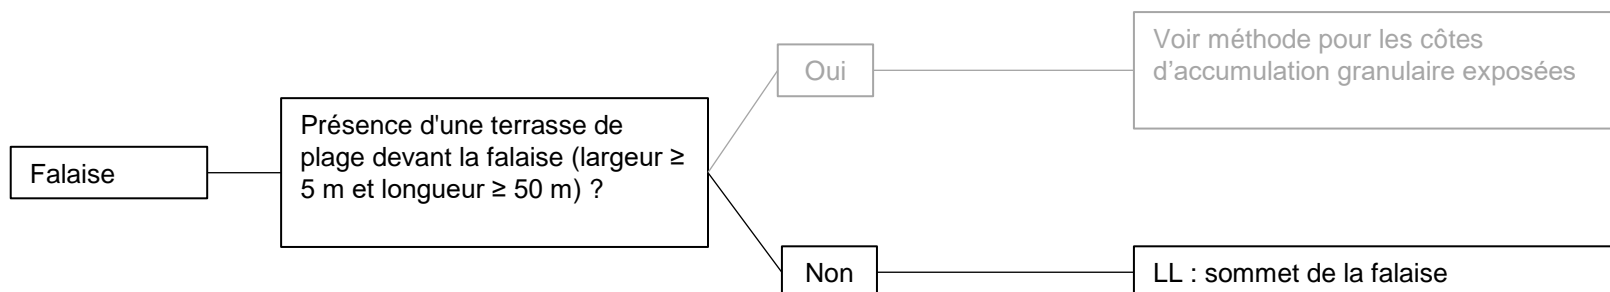 Falaise
Présence d'une terrasse de
plage devant la falaise (largeur ≥
5 m et longueur ≥ 50 m) ?
Oui
Voir méthode pour les côtes
d’accumulation granulaire exposées
Non
LL : sommet de la falaise